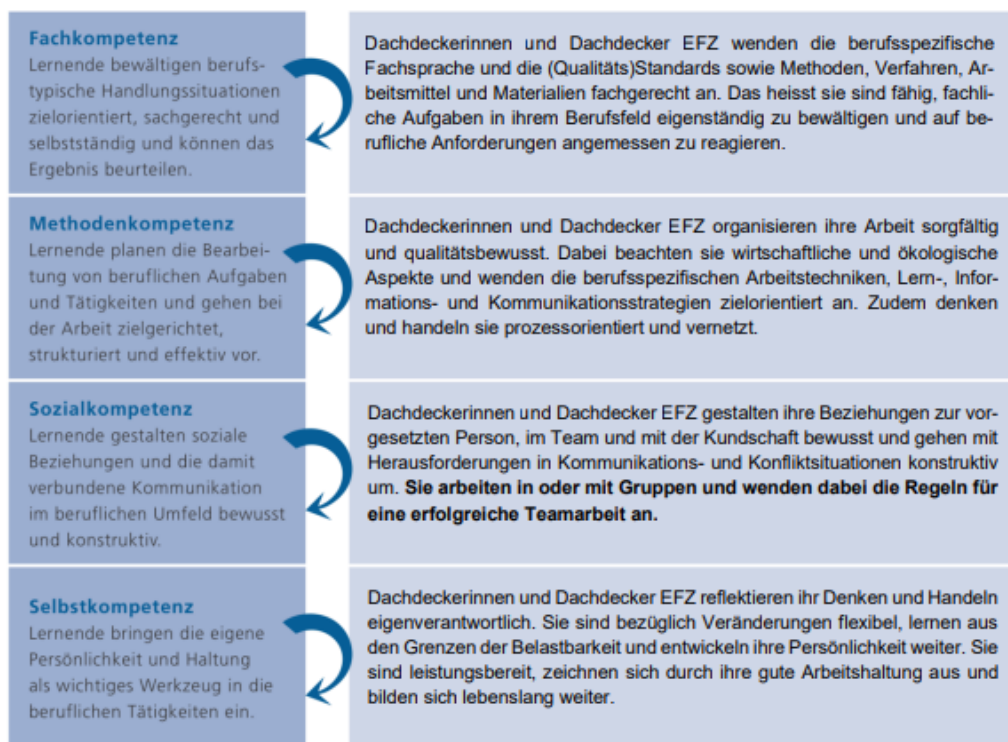 Fachkompetenz
Lernende bewältigen berufs-
typische Handlungssituationen
zielorientiert, sachgerecht und
selbstständig und können das
Ergebnis beurteilen.
Dachdeckerinnen und Dachdecker EFZ wenden die berufsspezifische
Fachsprache und die (Qualitäts)Standards sowie Methoden, Verfahren, Ar-
beitsmittel und Materialien fachgerecht an. Das heisst sie sind fähig, fachli-
che Aufgaben in ihrem Berufsfeld eigenständig zu bewältigen und auf be-
rufliche Anforderungen angemessen zu reagieren.
Methodenkompetenz
Lernende planen die Bearbei-
tung von beruflichen Aufgaben
und Tätigkeiten und gehen bei
der Arbeit zielgerichtet,
strukturiert und effektiv vor.
Dachdeckerinnen und Dachdecker EFZ organisieren ihre Arbeit sorgfältig
und qualitätsbewusst. Dabei beachten sie wirtschaftliche und ökologische
Aspekte und wenden die berufsspezifischen Arbeitstechniken, Lern-, Infor-
mations- und Kommunikationsstrategien zielorientiert an. Zudem denken
und handeln sie prozessorientiert und vernetzt.
Sozialkompetenz
Lernende gestalten soziale
Beziehungen und die damit
verbundene Kommunikation
im beruflichen Umfeld bewusst
und konstruktiv.
Dachdeckerinnen und Dachdecker EFZ gestalten ihre Beziehungen zur vor-
gesetzten Person, im Team und mit der Kundschaft bewusst und gehen mit
Herausforderungen in Kommunikations- und Konfliktsituationen konstruktiv
um. Sie arbeiten in oder mit Gruppen und wenden dabei die Regeln für
eine erfolgreiche Teamarbeit an.
Selbstkompetenz
Lernende bringen die eigene
Persönlichkeit und Haltung
als wichtiges Werkzeug in die
beruflichen Tätigkeiten ein.
Dachdeckerinnen und Dachdecker EFZ reflektieren ihr Denken und Handeln
eigenverantwortlich. Sie sind bezüglich Veränderungen flexibel, lernen aus
den Grenzen der Belastbarkeit und entwickeln ihre Persönlichkeit weiter. Sie
sind leistungsbereit, zeichnen sich durch ihre gute Arbeitshaltung aus und
bilden sich lebenslang weiter.